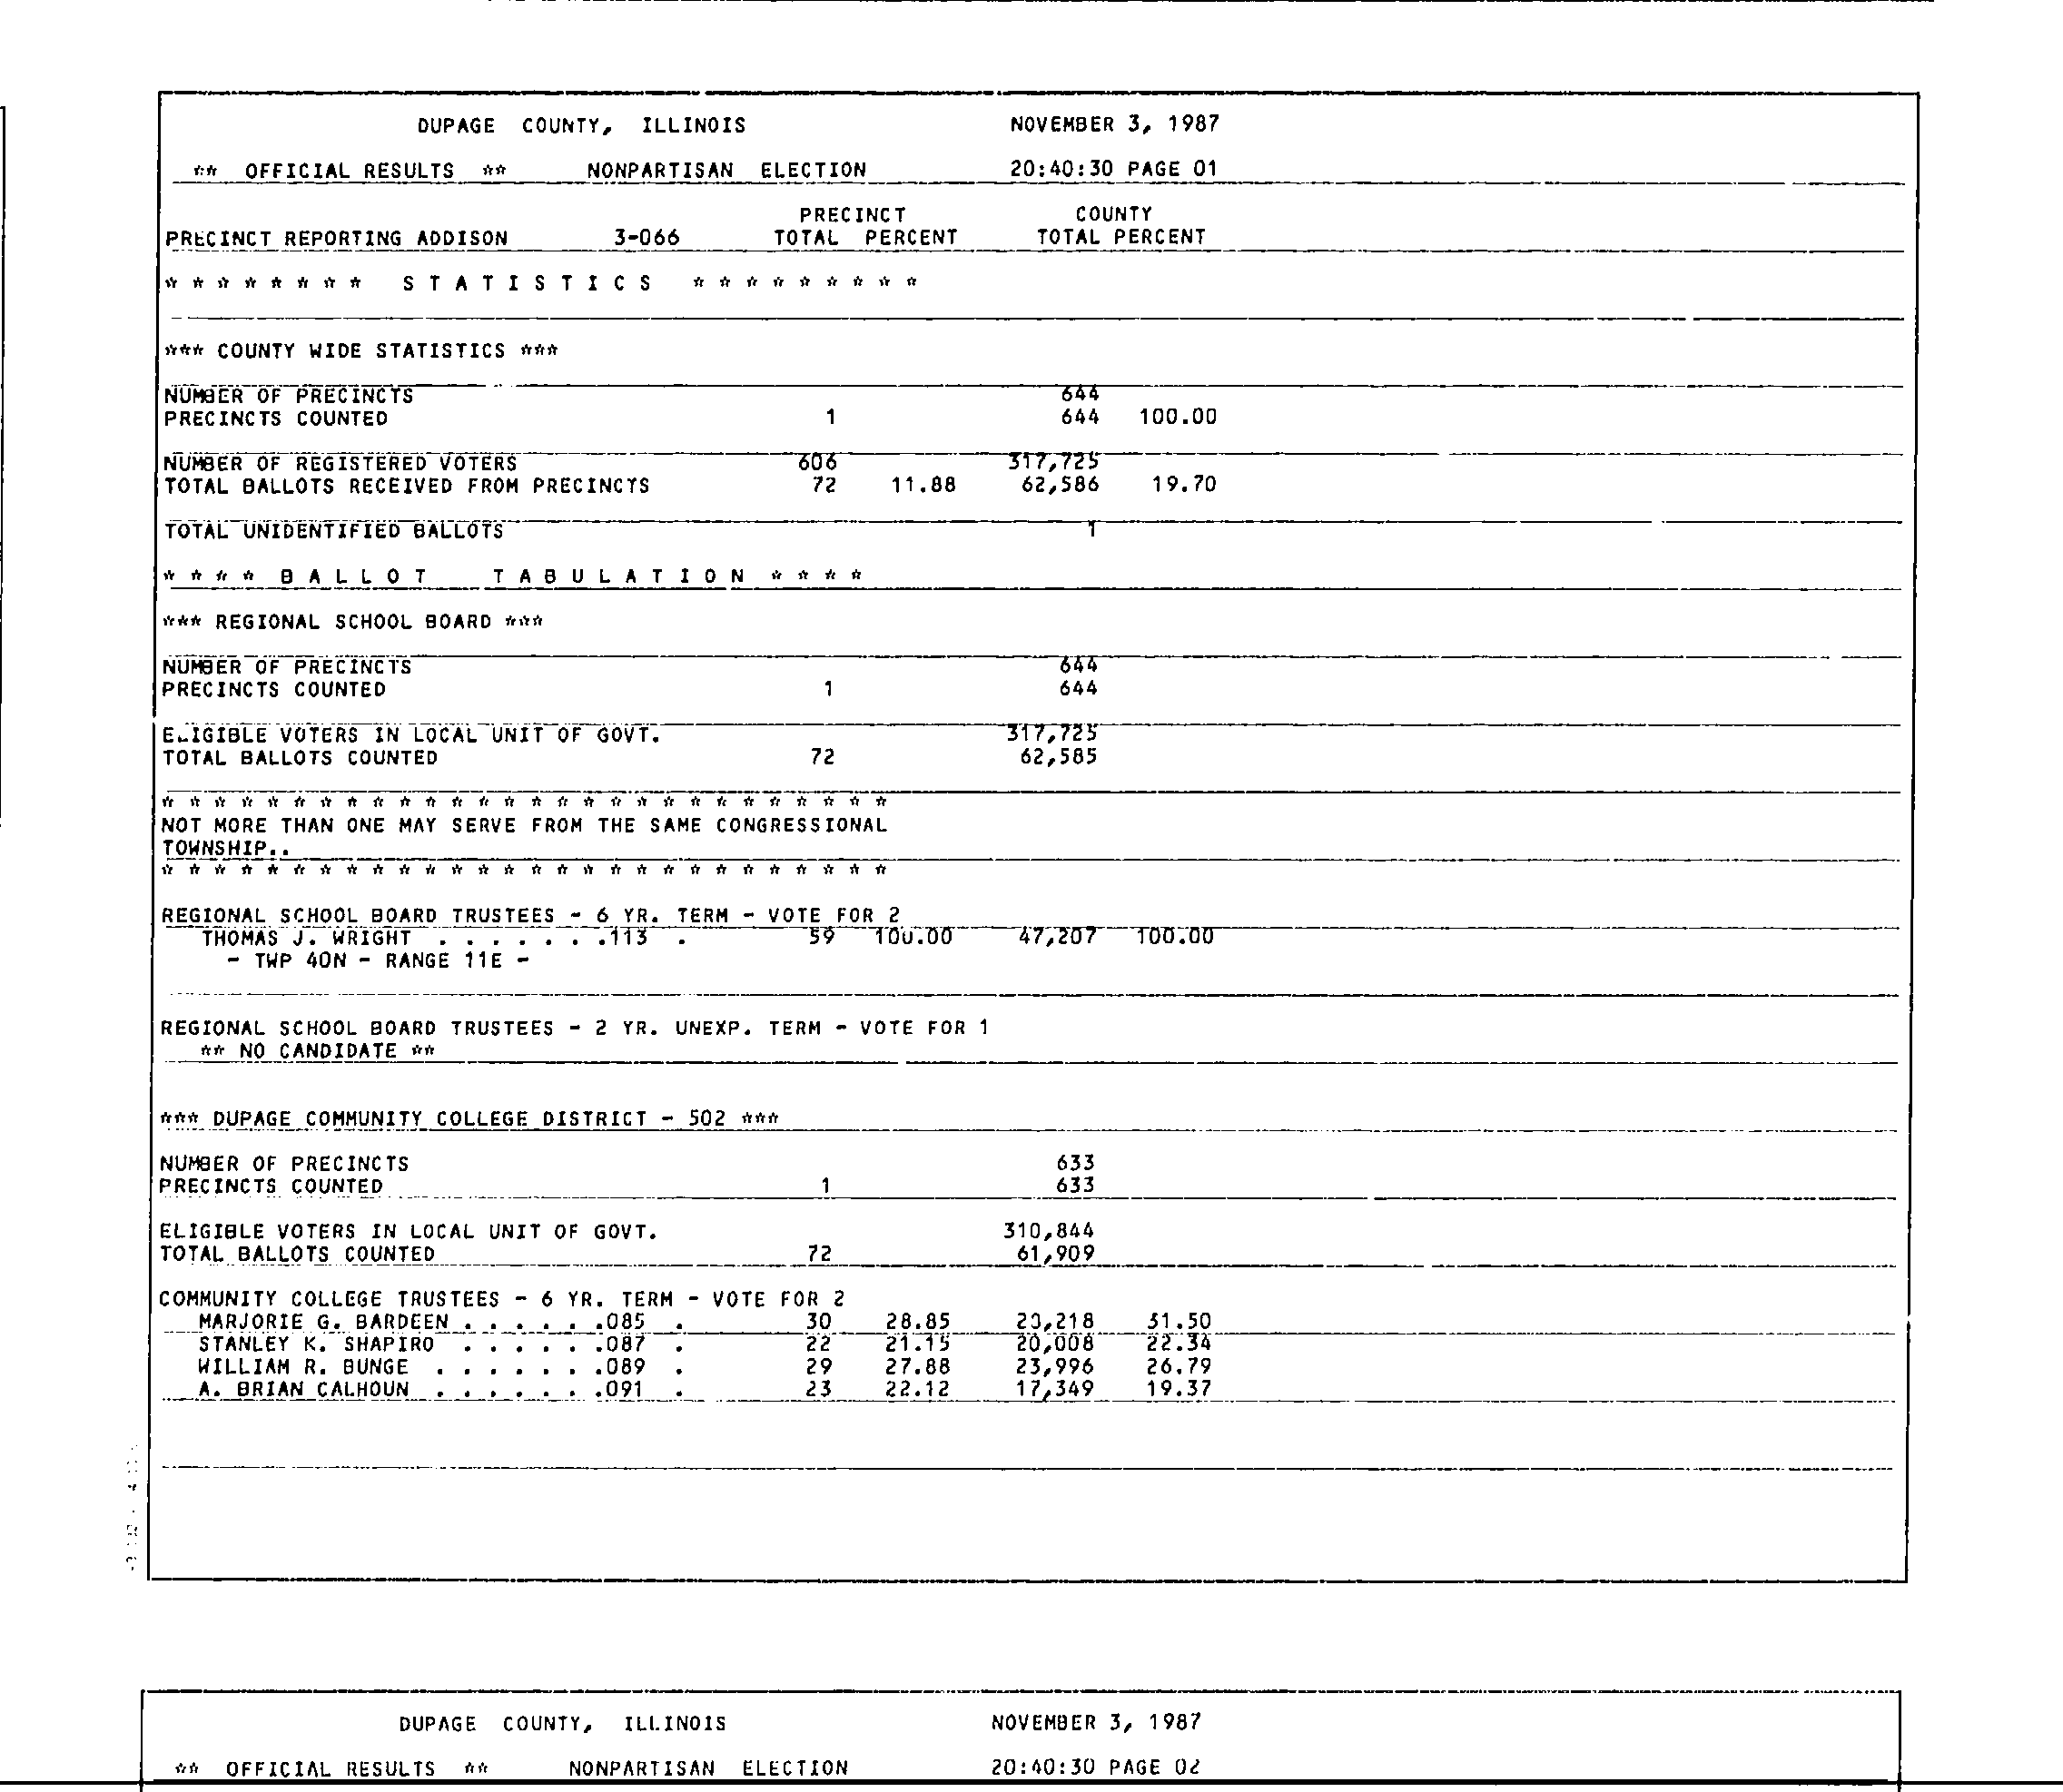 DUPAGE COUNTY, ILLINOIS NOVEMBER 3, 1987
** OFFICIAL RESULTS ** NONPARTISAN ELECTION 20:40:30 PAGE 01
PRECINCT COUNTY
PRECINCT REPORTING ADDISON 3-066 TOTAL PERCENT TOTAL PERCENT
* * * * * * * * S T A T I S T I C S * * * * * * * * *
*** COUNTY WIDE STATISTICS ***
NUMBER OF PRECINCTS 644
PRECINCTS COUNTED 1 644 100.00
NUMBER OF REGISTERED VOTERS 606 317,725
TOTAL BALLOTS RECEIVED FROM PRECINCTS 72 11.88 62,586 19.70
TOTAL UNIDENTIFIED BALLOTS 1
* * * * B A L L O T T A B U L A T I O N * * * *
*** REGIONAL SCHOOL BOARD ***
NUMBER OF PRECINCTS 644
PRECINCTS COUNTED 1 644
ELIGIBLE VOTERS IN LOCAL UNIT OF GOVT. 317,725
TOTAL BALLOTS COUNTED 72 62,585
* * * * * * * * * * * * * * * * * * * * * * * * * * * *
NOT MORE THAN ONE MAY SERVE FROM THE SAME CONGRESSIONAL
TOWNSHIP..
* * * * * * * * * * * * * * * * * * * * * * * * * * * *
REGIONAL SCHOOL BOARD TRUSTEES - 6 YR. TERM - VOTE FOR 2
THOMAS J. WRIGHT . . . . . . .113 . 59 100.00 47,207 100.00
- TWP 40N - RANGE 11E -
REGIONAL SCHOOL BOARD TRUSTEES - 2 YR. UNEXP. TERM - VOTE FOR 1
** NO CANDIDATE **
*** DUPAGE COMMUNITY COLLEGE DISTRICT - 502 ***
NUMBER OF PRECINCTS 633
PRECINCTS COUNTED 1 633
ELIGIBLE VOTERS IN LOCAL UNIT OF GOVT. 310,844
TOTAL BALLOTS COUNTED 72 61,909
COMMUNITY COLLEGE TRUSTEES - 6 YR. TERM - VOTE FOR 2
MARJORIE G. BARDEEN . . . . . .085 . 30 28.85 28,218 31.50
STANLEY K. SHAPIRO . . . . . .087 . 22 21.15 20,008 22.34
WILLIAM R. BUNGE . . . . . . .089 . 29 27.88 23,996 26.79
A. BRIAN CALHOUN . . . . . . .091 . 23 22.12 17,349 19.37
DUPAGE COUNTY, ILLINOIS NOVEMBER 3, 1987
** OFFICIAL RESULTS ** NONPARTISAN ELECTION 20:40:30 PAGE 02